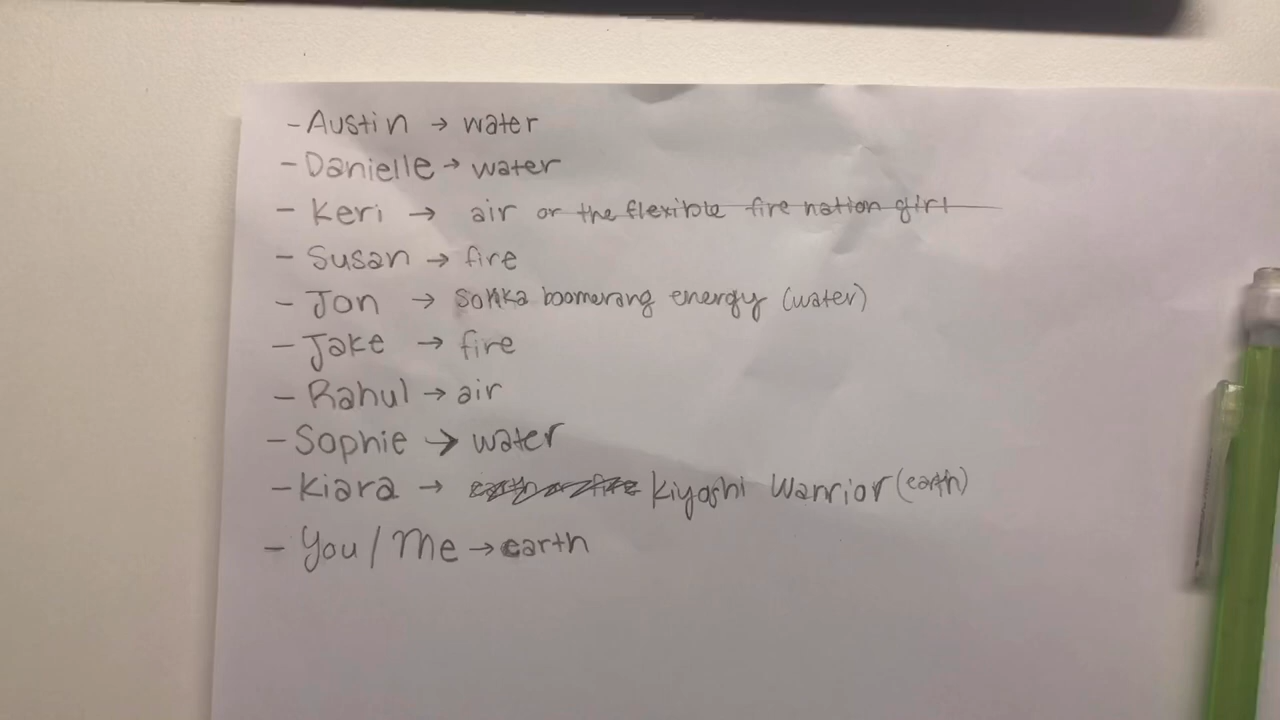 - Austin → water
- Danielle → water
- Keri → air or the flexible fire nation girl
- Susan → fire
- Jon → Sokka boomerang energy (water)
- Jake → fire
- Rahul → air
- Sophie → water
- Kiara → earth or fire Kiyoshi Warrior (earth)
- You / Me → earth